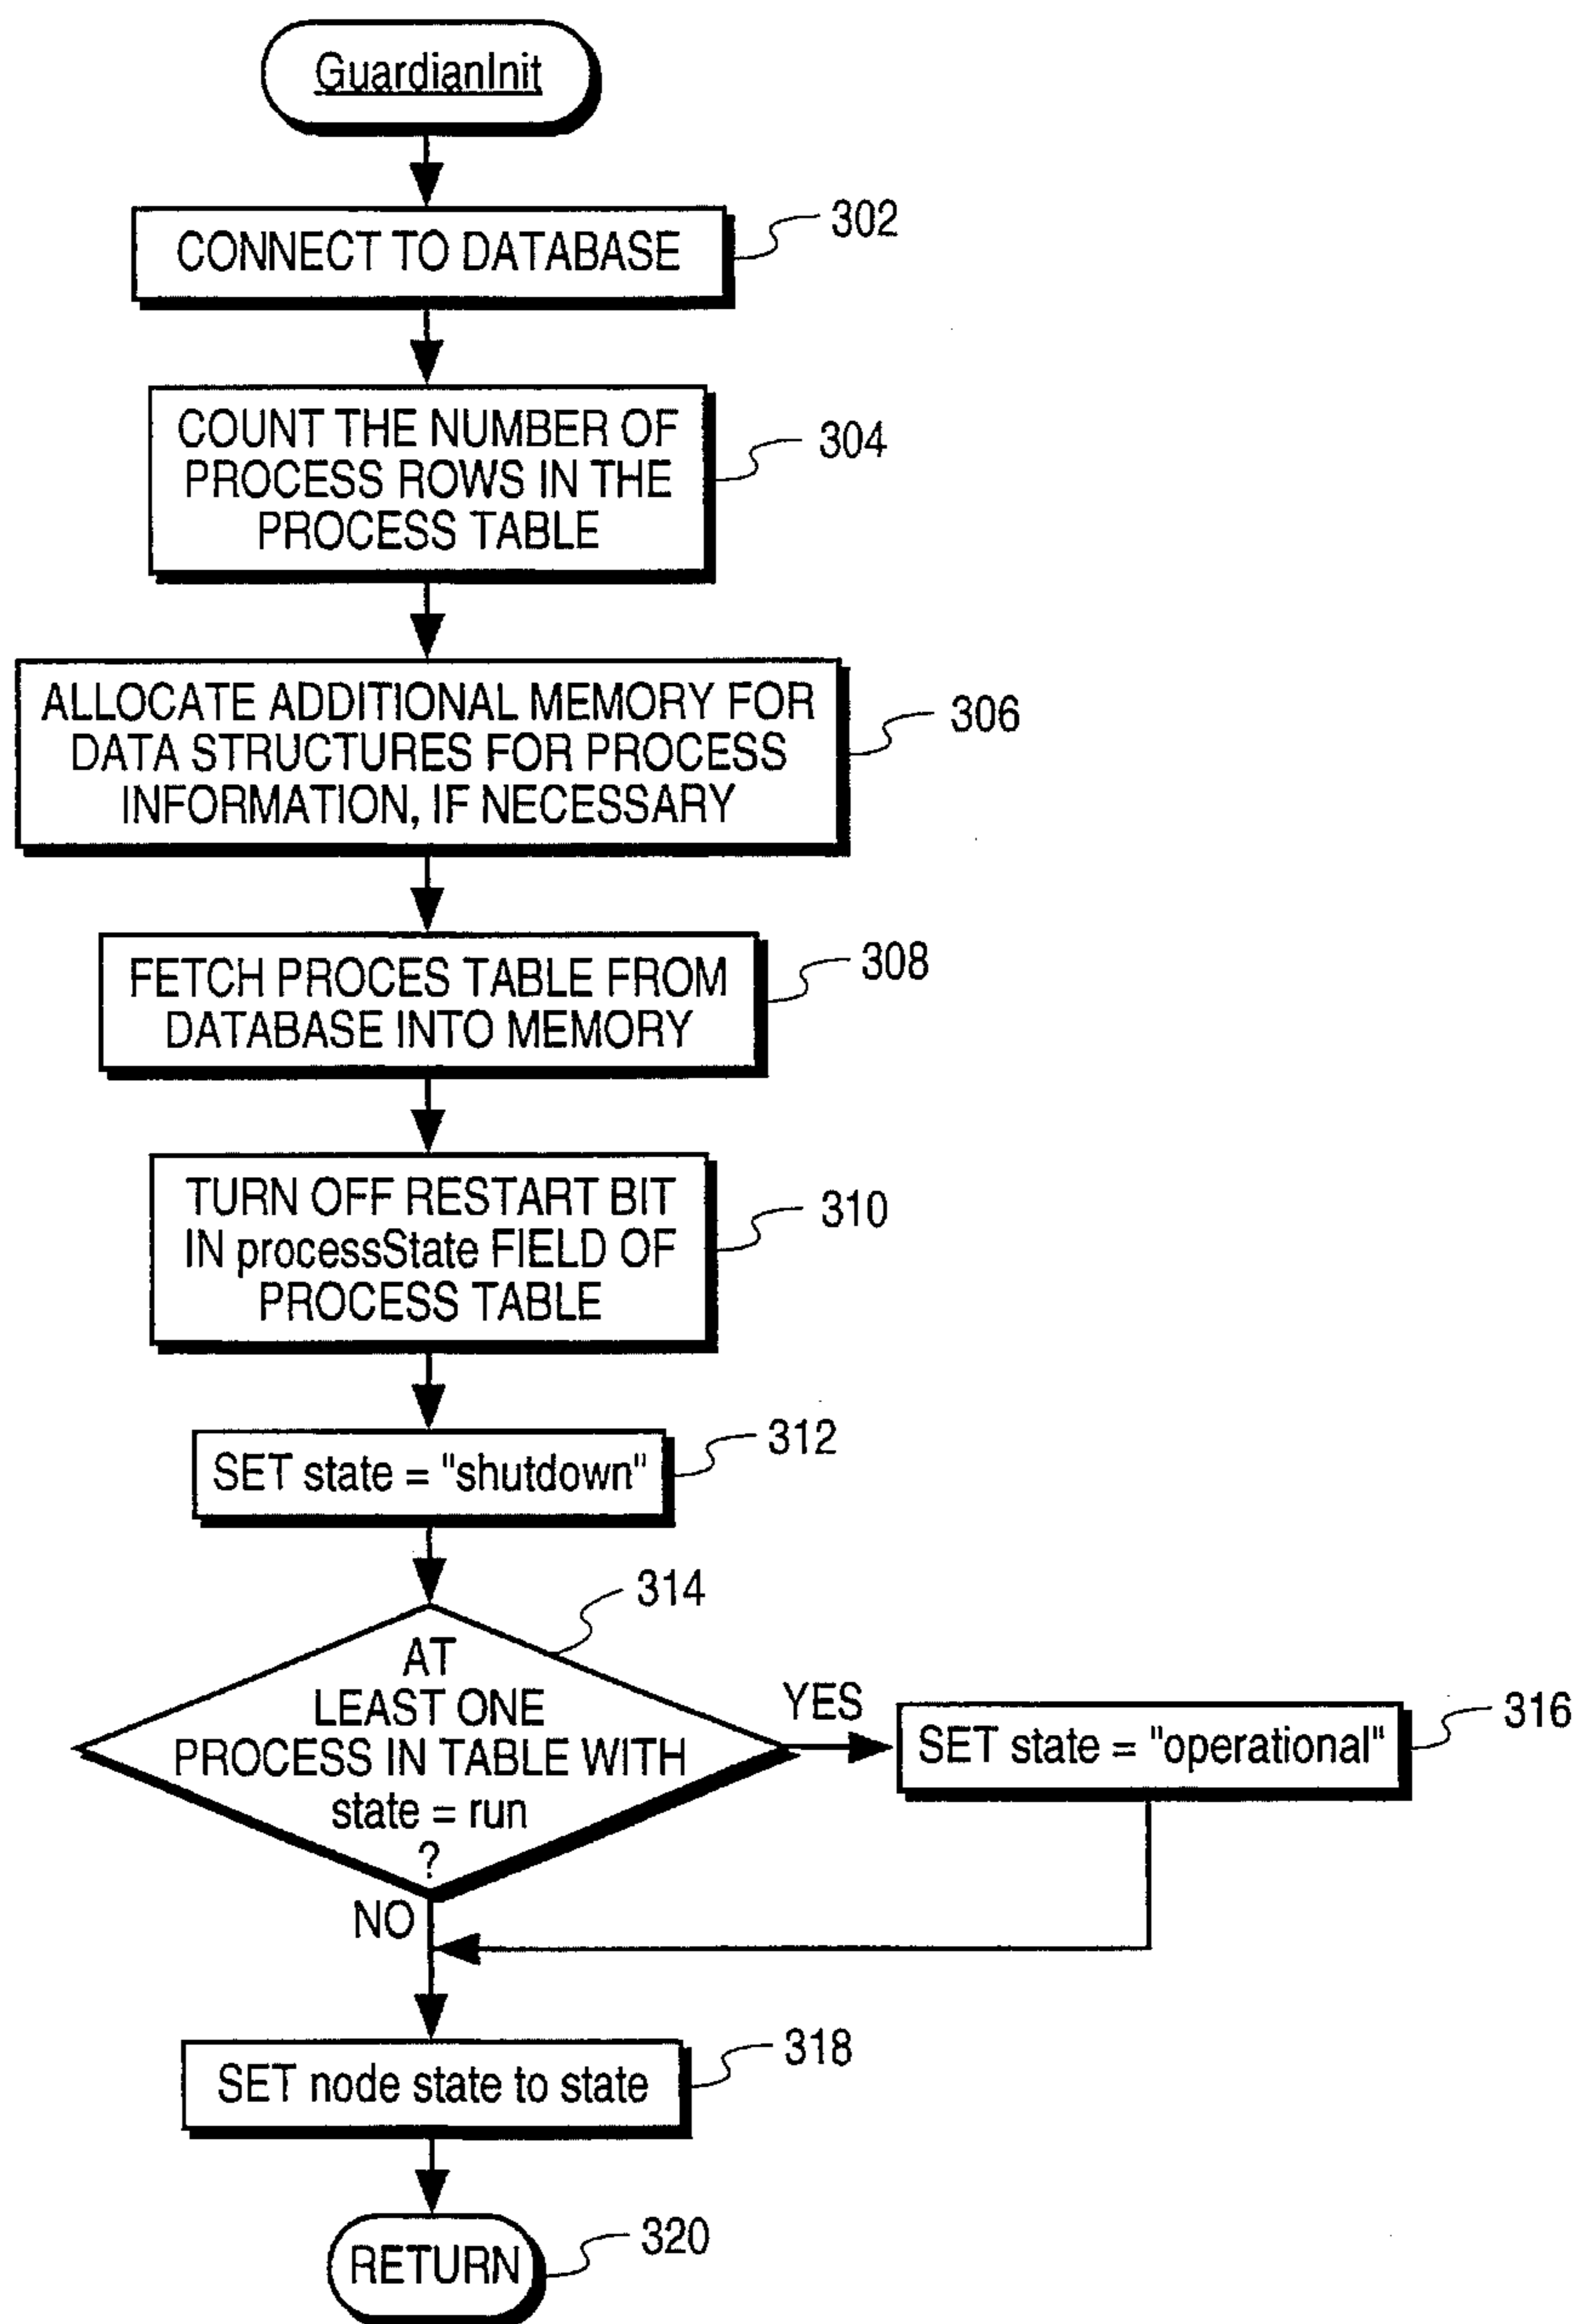 GuardianInit
CONNECT TO DATABASE
302
COUNT THE NUMBER OF
PROCESS ROWS IN THE
PROCESS TABLE
304
ALLOCATE ADDITIONAL MEMORY FOR
DATA STRUCTURES FOR PROCESS
INFORMATION, IF NECESSARY
306
FETCH PROCES TABLE FROM
DATABASE INTO MEMORY
308
TURN OFF RESTART BIT
IN processState FIELD OF
PROCESS TABLE
310
SET state = "shutdown"
312
314
AT
LEAST ONE
PROCESS IN TABLE WITH
state = run
?
YES
SET state = "operational"
316
NO
SET node state to state
318
RETURN
320